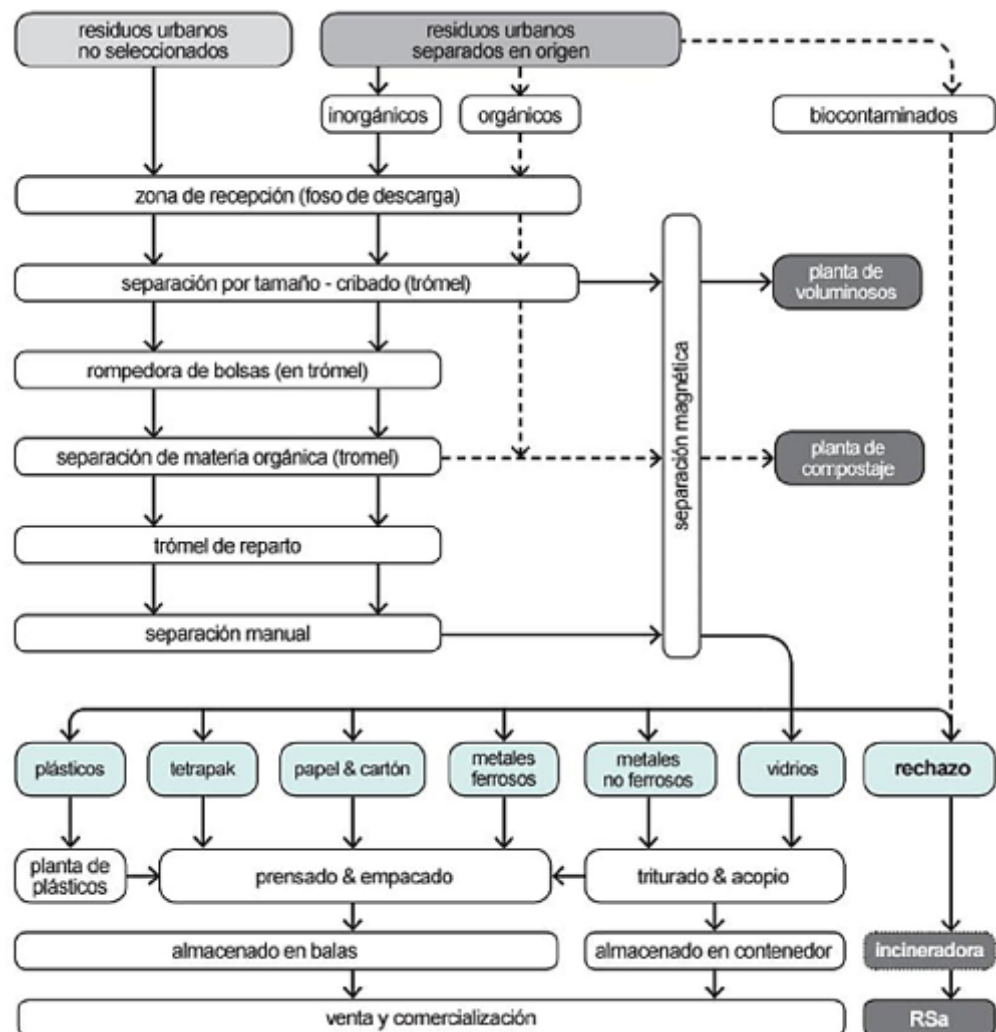 residuos urbanos
no seleccionados
residuos urbanos
separados en origen
inorgánicos
orgánicos
biocontaminados
zona de recepción (foso de descarga)
separación por tamaño - cribado (trómel)
planta de
voluminosos
rompedora de bolsas (en trómel)
separación magnética
separación de materia orgánica (tromel)
planta de
compostaje
trómel de reparto
separación manual
plásticos
tetrapak
papel & cartón
metales
ferrosos
metales
no ferrosos
vidrios
rechazo
planta de
plásticos
prensado & empacado
triturado & acopio
almacenado en balas
almacenado en contenedor
incineradora
venta y comercialización
RSa